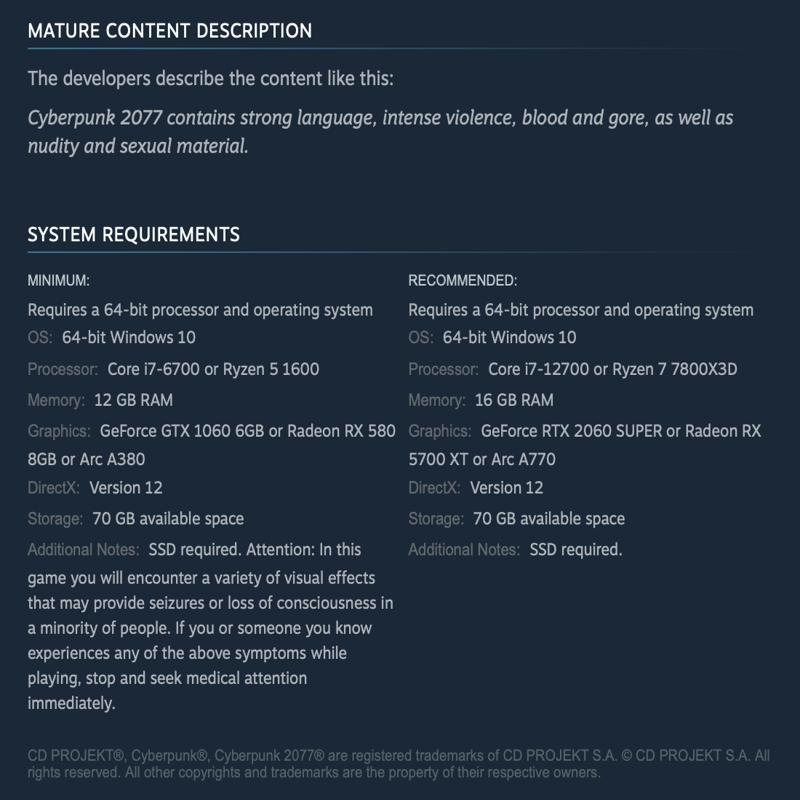 MATURE CONTENT DESCRIPTION
The developers describe the content like this:
Cyberpunk 2077 contains strong language, intense violence, blood and gore, as well as
nudity and sexual material.
SYSTEM REQUIREMENTS
MINIMUM:
Requires a 64-bit processor and operating system
OS: 64-bit Windows 10
Processor: Core i7-6700 or Ryzen 5 1600
Memory: 12 GB RAM
Graphics: GeForce GTX 1060 6GB or Radeon RX 580
8GB or Arc A380
DirectX: Version 12
Storage: 70 GB available space
Additional Notes: SSD required. Attention: In this
game you will encounter a variety of visual effects
that may provide seizures or loss of consciousness in
a minority of people. If you or someone you know
experiences any of the above symptoms while
playing, stop and seek medical attention
immediately.
RECOMMENDED:
Requires a 64-bit processor and operating system
OS: 64-bit Windows 10
Processor: Core i7-12700 or Ryzen 7 7800X3D
Memory: 16 GB RAM
Graphics: GeForce RTX 2060 SUPER or Radeon RX
5700 XT or Arc A770
DirectX: Version 12
Storage: 70 GB available space
Additional Notes: SSD required.
CD PROJEKT®, Cyberpunk®, Cyberpunk 2077® are registered trademarks of CD PROJEKT S.A. © CD PROJEKT S.A. All
rights reserved. All other copyrights and trademarks are the property of their respective owners.